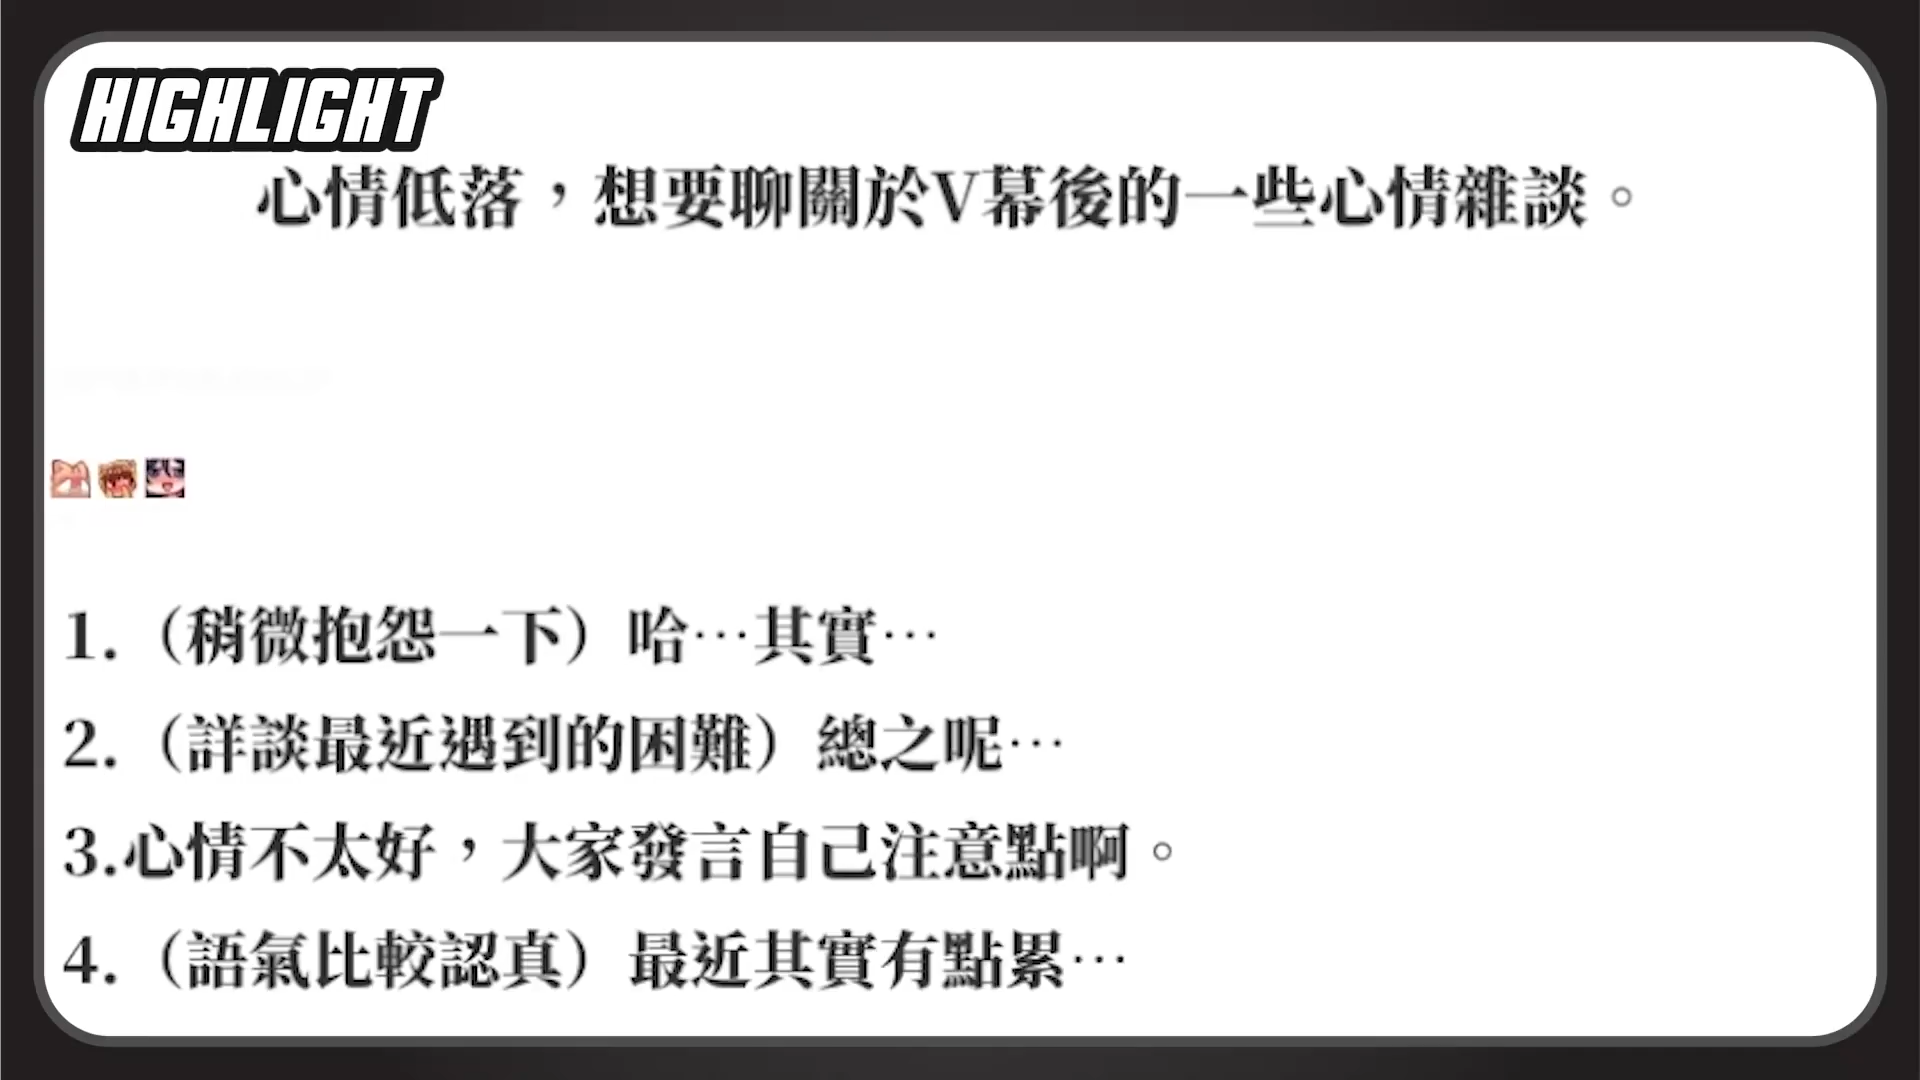 HIGHLIGHT
心情低落，想要聊關於V幕後的一些心情雜談。
1.（稍微抱怨一下）哈…其實…
2.（詳談最近遇到的困難）總之呢…
3.心情不太好，大家發言自己注意點啊。
4.（語氣比較認真）最近其實有點累…